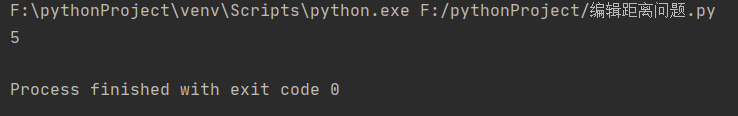 F:\pythonProject\venv\Scripts\python.exe F:/pythonProject/编辑距离问题.py
5
Process finished with exit code 0